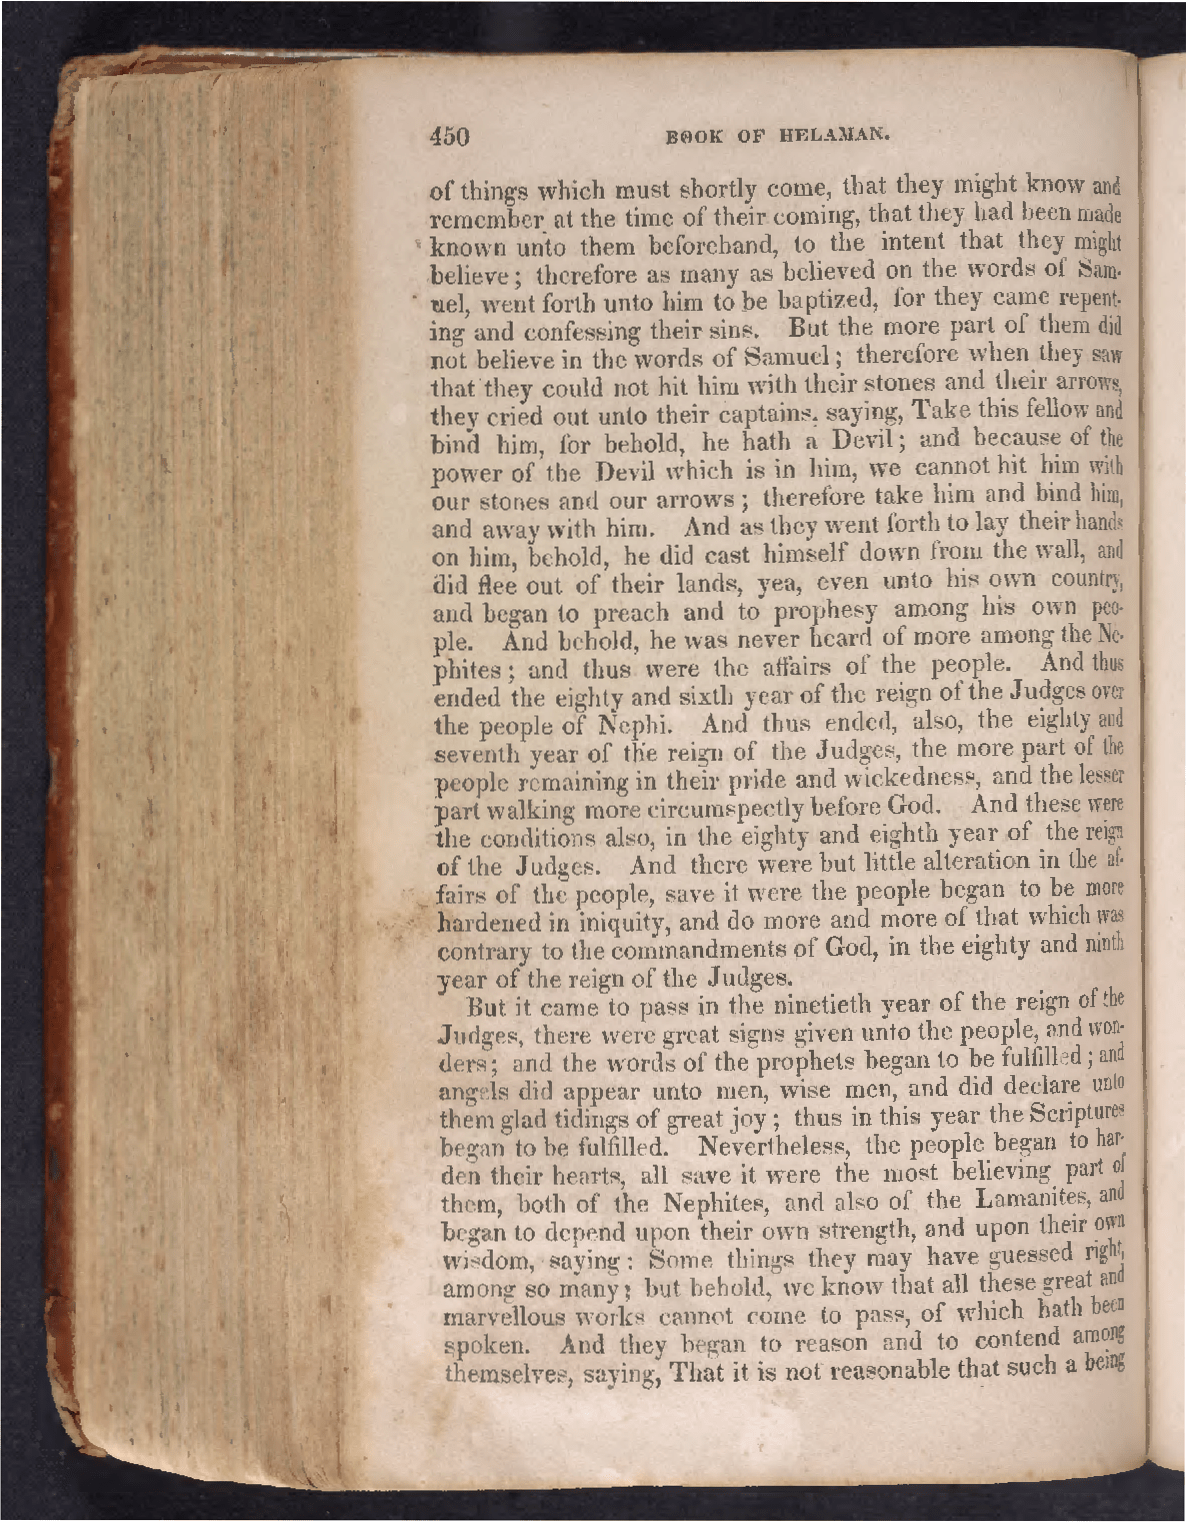 450 BOOK OF HELAMAN.
of things which must shortly come, that they might know and
remember at the time of their coming, that they had been made
known unto them beforehand, to the intent that they might
believe; therefore as many as believed on the words of Sam-
uel, went forth unto him to be baptized, for they came repent-
ing and confessing their sins. But the more part of them did
not believe in the words of Samuel; therefore when they saw
that they could not hit him with their stones and their arrows,
they cried out unto their captains, saying, Take this fellow and
bind him, for behold, he hath a Devil; and because of the
power of the Devil which is in him, we cannot hit him with
our stones and our arrows; therefore take him and bind him,
and away with him. And as they went forth to lay their hands
on him, behold, he did cast himself down from the wall, and
did flee out of their lands, yea, even unto his own country,
and began to preach and to prophesy among his own peo-
ple. And behold, he was never heard of more among the Ne-
phites; and thus were the affairs of the people. And thus
ended the eighty and sixth year of the reign of the Judges over
the people of Nephi. And thus ended, also, the eighty and
seventh year of the reign of the Judges, the more part of the
people remaining in their pride and wickedness, and the lesser
part walking more circumspectly before God. And these were
the conditions also, in the eighty and eighth year of the reign
of the Judges. And there were but little alteration in the af-
fairs of the people, save it were the people began to be more
hardened in iniquity, and do more and more of that which was
contrary to the commandments of God, in the eighty and ninth
year of the reign of the Judges.
But it came to pass in the ninetieth year of the reign of the
Judges, there were great signs given unto the people, and won-
ders; and the words of the prophets began to be fulfilled; and
angels did appear unto men, wise men, and did declare unto
them glad tidings of great joy; thus in this year the Scriptures
began to be fulfilled. Nevertheless, the people began to har-
den their hearts, all save it were the most believing part of
them, both of the Nephites, and also of the Lamanites, and
began to depend upon their own strength, and upon their own
wisdom, saying: Some things they may have guessed right,
among so many; but behold, we know that all these great and
marvellous works cannot come to pass, of which hath been
spoken. And they began to reason and to contend among
themselves, saying, That it is not reasonable that such a being